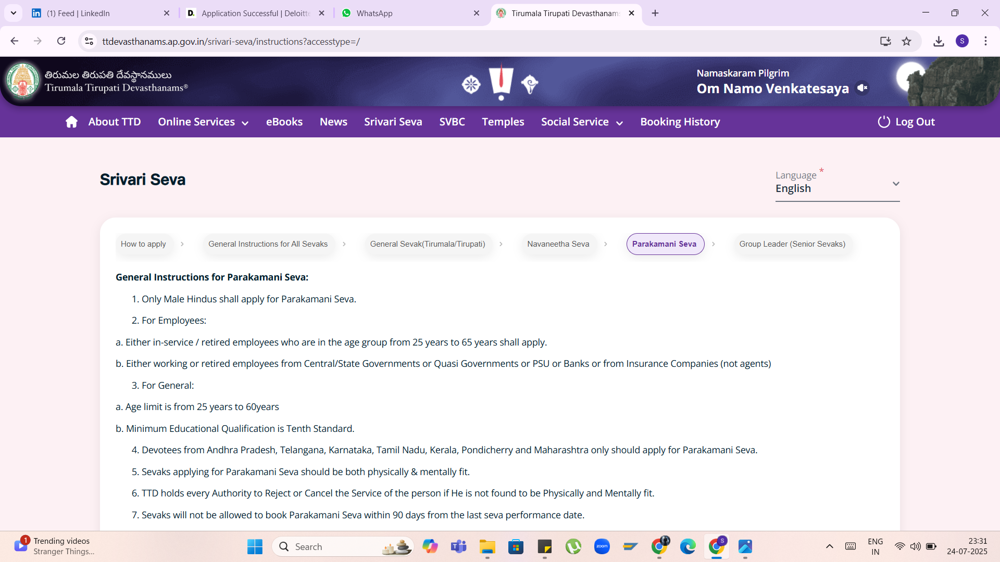 (1) Feed | LinkedIn
Application Successful | Deloitte
WhatsApp
Tirumala Tirupati Devasthanams
ttdevasthanams.ap.gov.in/srivari-seva/instructions?accesstype=/
S
తిరుమల తిరుపతి దేవస్థానములు
Tirumala Tirupati Devasthanams®
Namaskaram Pilgrim
Om Namo Venkatesaya
About TTD Online Services eBooks News Srivari Seva SVBC Temples Social Service Booking History Log Out
Srivari Seva
Language *
English
How to apply General Instructions for All Sevaks General Sevak(Tirumala/Tirupati) Navaneetha Seva Parakamani Seva Group Leader (Senior Sevaks)
General Instructions for Parakamani Seva:
1. Only Male Hindus shall apply for Parakamani Seva.
2. For Employees:
a. Either in-service / retired employees who are in the age group from 25 years to 65 years shall apply.
b. Either working or retired employees from Central/State Governments or Quasi Governments or PSU or Banks or from Insurance Companies (not agents)
3. For General:
a. Age limit is from 25 years to 60years
b. Minimum Educational Qualification is Tenth Standard.
4. Devotees from Andhra Pradesh, Telangana, Karnataka, Tamil Nadu, Kerala, Pondicherry and Maharashtra only should apply for Parakamani Seva.
5. Sevaks applying for Parakamani Seva should be both physically & mentally fit.
6. TTD holds every Authority to Reject or Cancel the Service of the person if He is not found to be Physically and Mentally fit.
7. Sevaks will not be allowed to book Parakamani Seva within 90 days from the last seva performance date.
1
Trending videos
Stranger Things...
Search
zoom
S
ENG
IN
23:31
24-07-2025